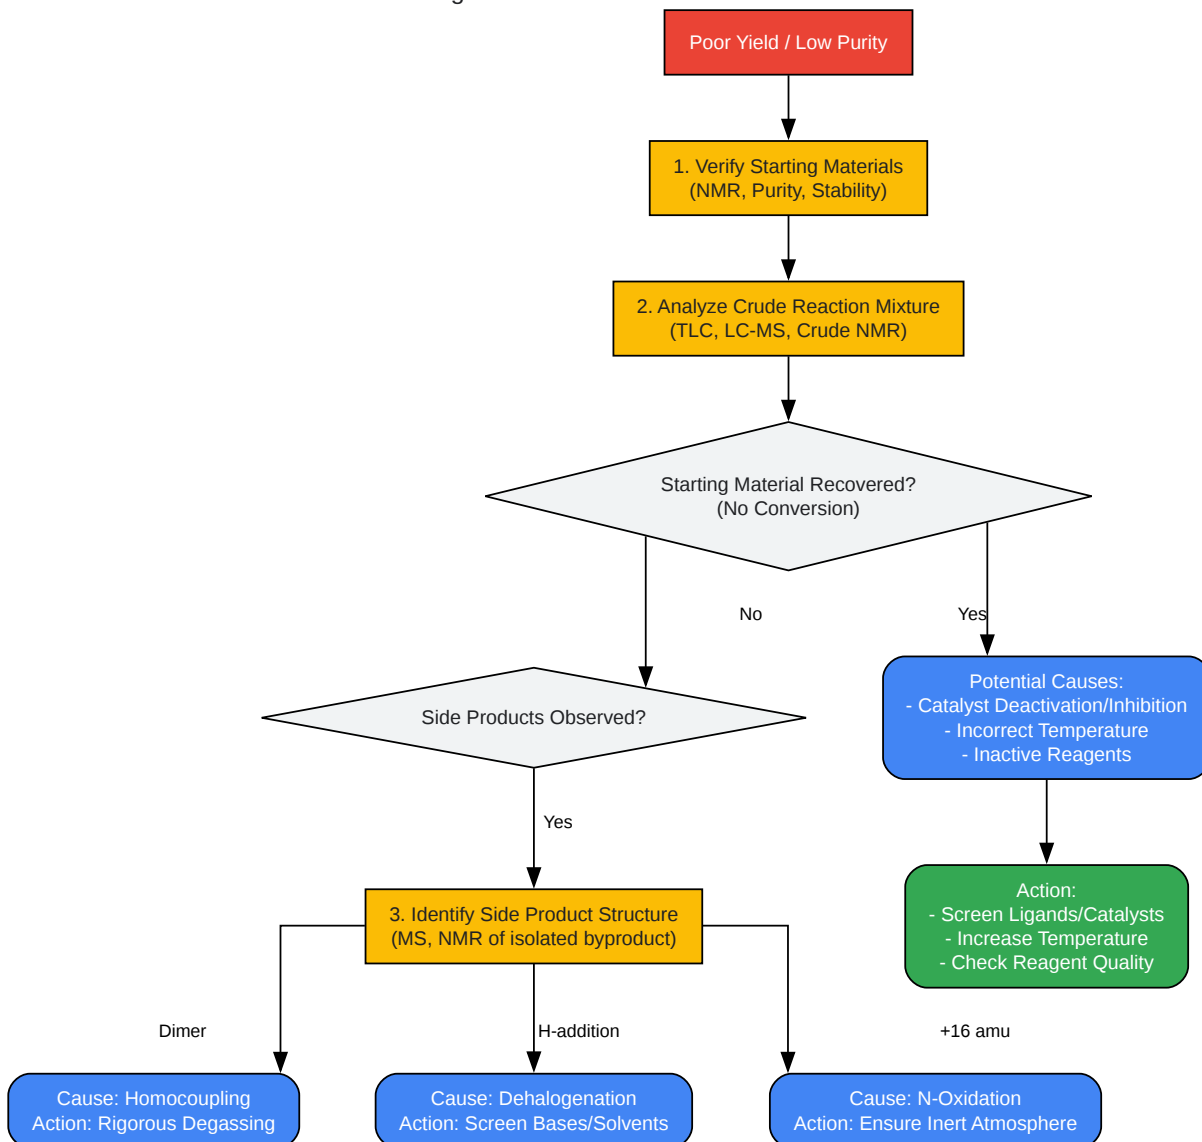 Poor Yield / Low Purity
1. Verify Starting Materials
(NMR, Purity, Stability)
2. Analyze Crude Reaction Mixture
(TLC, LC-MS, Crude NMR)
Starting Material Recovered?
(No Conversion)
No
Yes
Potential Causes:
- Catalyst Deactivation/Inhibition
- Incorrect Temperature
- Inactive Reagents
Side Products Observed?
Yes
Action:
- Screen Ligands/Catalysts
- Increase Temperature
- Check Reagent Quality
3. Identify Side Product Structure
(MS, NMR of isolated byproduct)
Dimer
H-addition
+16 amu
Cause: Homocoupling
Action: Rigorous Degassing
Cause: Dehalogenation
Action: Screen Bases/Solvents
Cause: N-Oxidation
Action: Ensure Inert Atmosphere